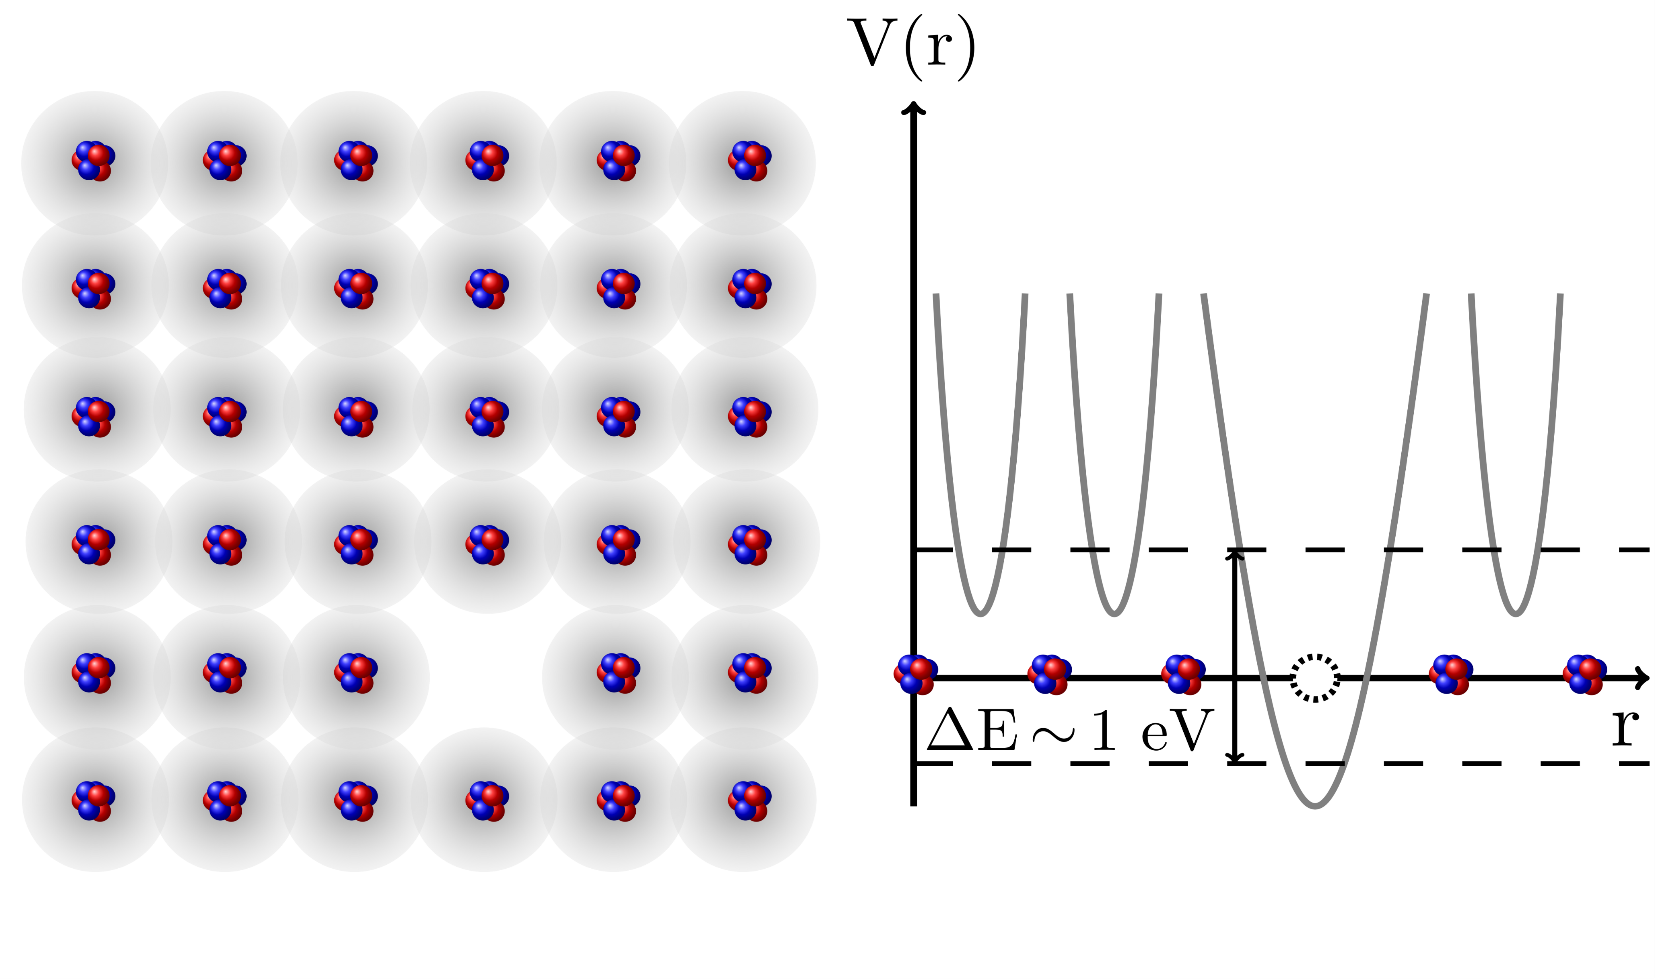 V(r)
ΔE ~ 1 eV
r